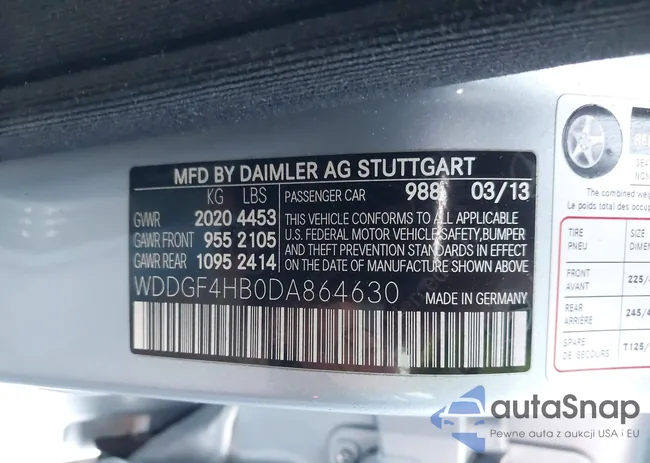 MFD BY DAIMLER AG STUTTGART
KG LBS
GVWR 2020 4453
GAWR FRONT 955 2105
GAWR REAR 1095 2414
PASSENGER CAR 988 03/13
THIS VEHICLE CONFORMS TO ALL APPLICABLE
U.S. FEDERAL MOTOR VEHICLE SAFETY, BUMPER
AND THEFT PREVENTION STANDARDS IN EFFECT
ON THE DATE OF MANUFACTURE SHOWN ABOVE.
WDDGF4HB0DA864630
MADE IN GERMANY
The combined
Le poids total des
TIRE SIZE
PNEU
FRONT 225/
AVANT
REAR 245/
ARRIÈRE
SPARE T125/
DE SECOURS
autaSnap
Pewne auta z aukcji USA i EU